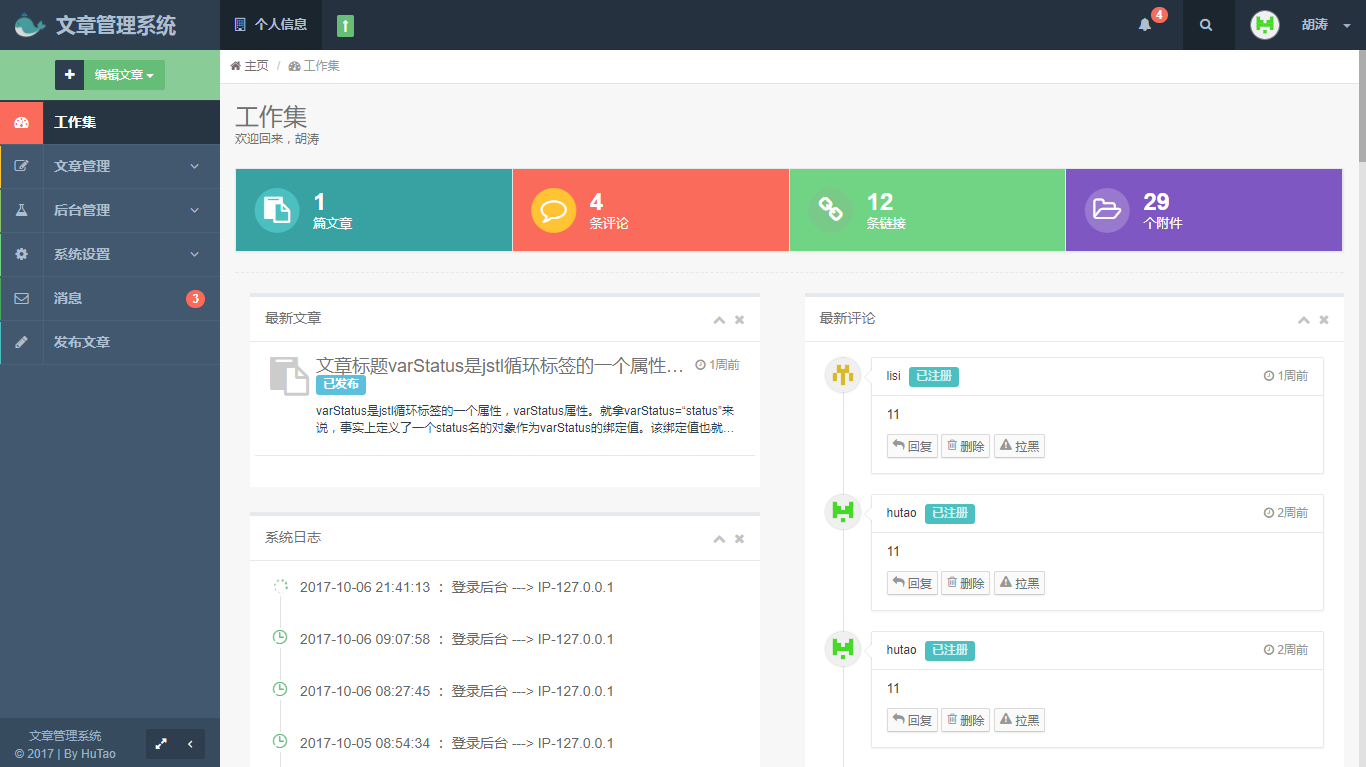 文章管理系统
个人信息
4
胡涛
编辑文章
工作集
文章管理
后台管理
系统设置
消息
3
发布文章
文章管理系统
© 2017 | By HuTao
主页 / 工作集
工作集
欢迎回来，胡涛
1
篇文章
4
条评论
12
条链接
29
个附件
最新文章
文章标题varStatus是jstl循环标签的一个属性…
1周前
已发布
varStatus是jstl循环标签的一个属性，varStatus属性。就拿varStatus=“status”来
说，事实上定义了一个status名的对象作为varStatus的绑定值。该绑定值也就…
系统日志
2017-10-06 21:41:13 ： 登录后台 ---> IP-127.0.0.1
2017-10-06 09:07:58 ： 登录后台 ---> IP-127.0.0.1
2017-10-06 08:27:45 ： 登录后台 ---> IP-127.0.0.1
2017-10-05 08:54:34 ： 登录后台 ---> IP-127.0.0.1
最新评论
lisi 已注册 1周前
11
回复 删除 拉黑
hutao 已注册 2周前
11
回复 删除 拉黑
hutao 已注册 2周前
11
回复 删除 拉黑